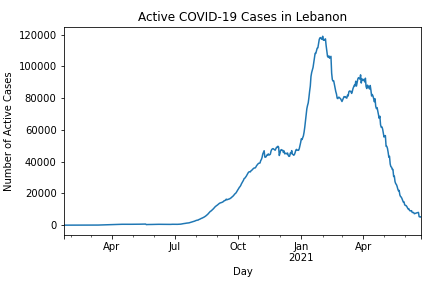 Active COVID-19 Cases in Lebanon
120000
100000
80000
60000
40000
20000
0
Number of Active Cases
Apr
Jul
Oct
Jan
2021
Apr
Day